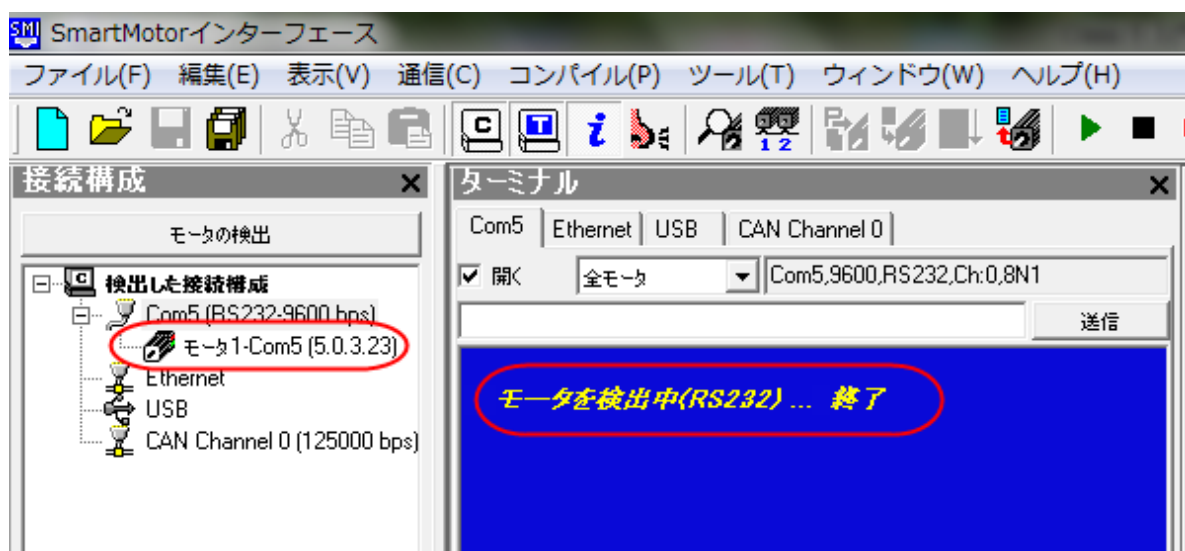 SMI SmartMotorインターフェース
ファイル(F) 編集(E) 表示(V) 通信(C) コンパイル(P) ツール(T) ウィンドウ(W) ヘルプ(H)
C T i 1 2
接続構成
モータの検出
検出した接続構成
Com5 (RS232-9600 bps)
モータ1-Com5 (5.0.3.23)
Ethernet
USB
CAN Channel 0 (125000 bps)
ターミナル
Com5 Ethernet USB CAN Channel 0
開く 全モータ Com5,9600,RS232,Ch:0,8N1
送信
モータを検出中(RS232) ... 終了